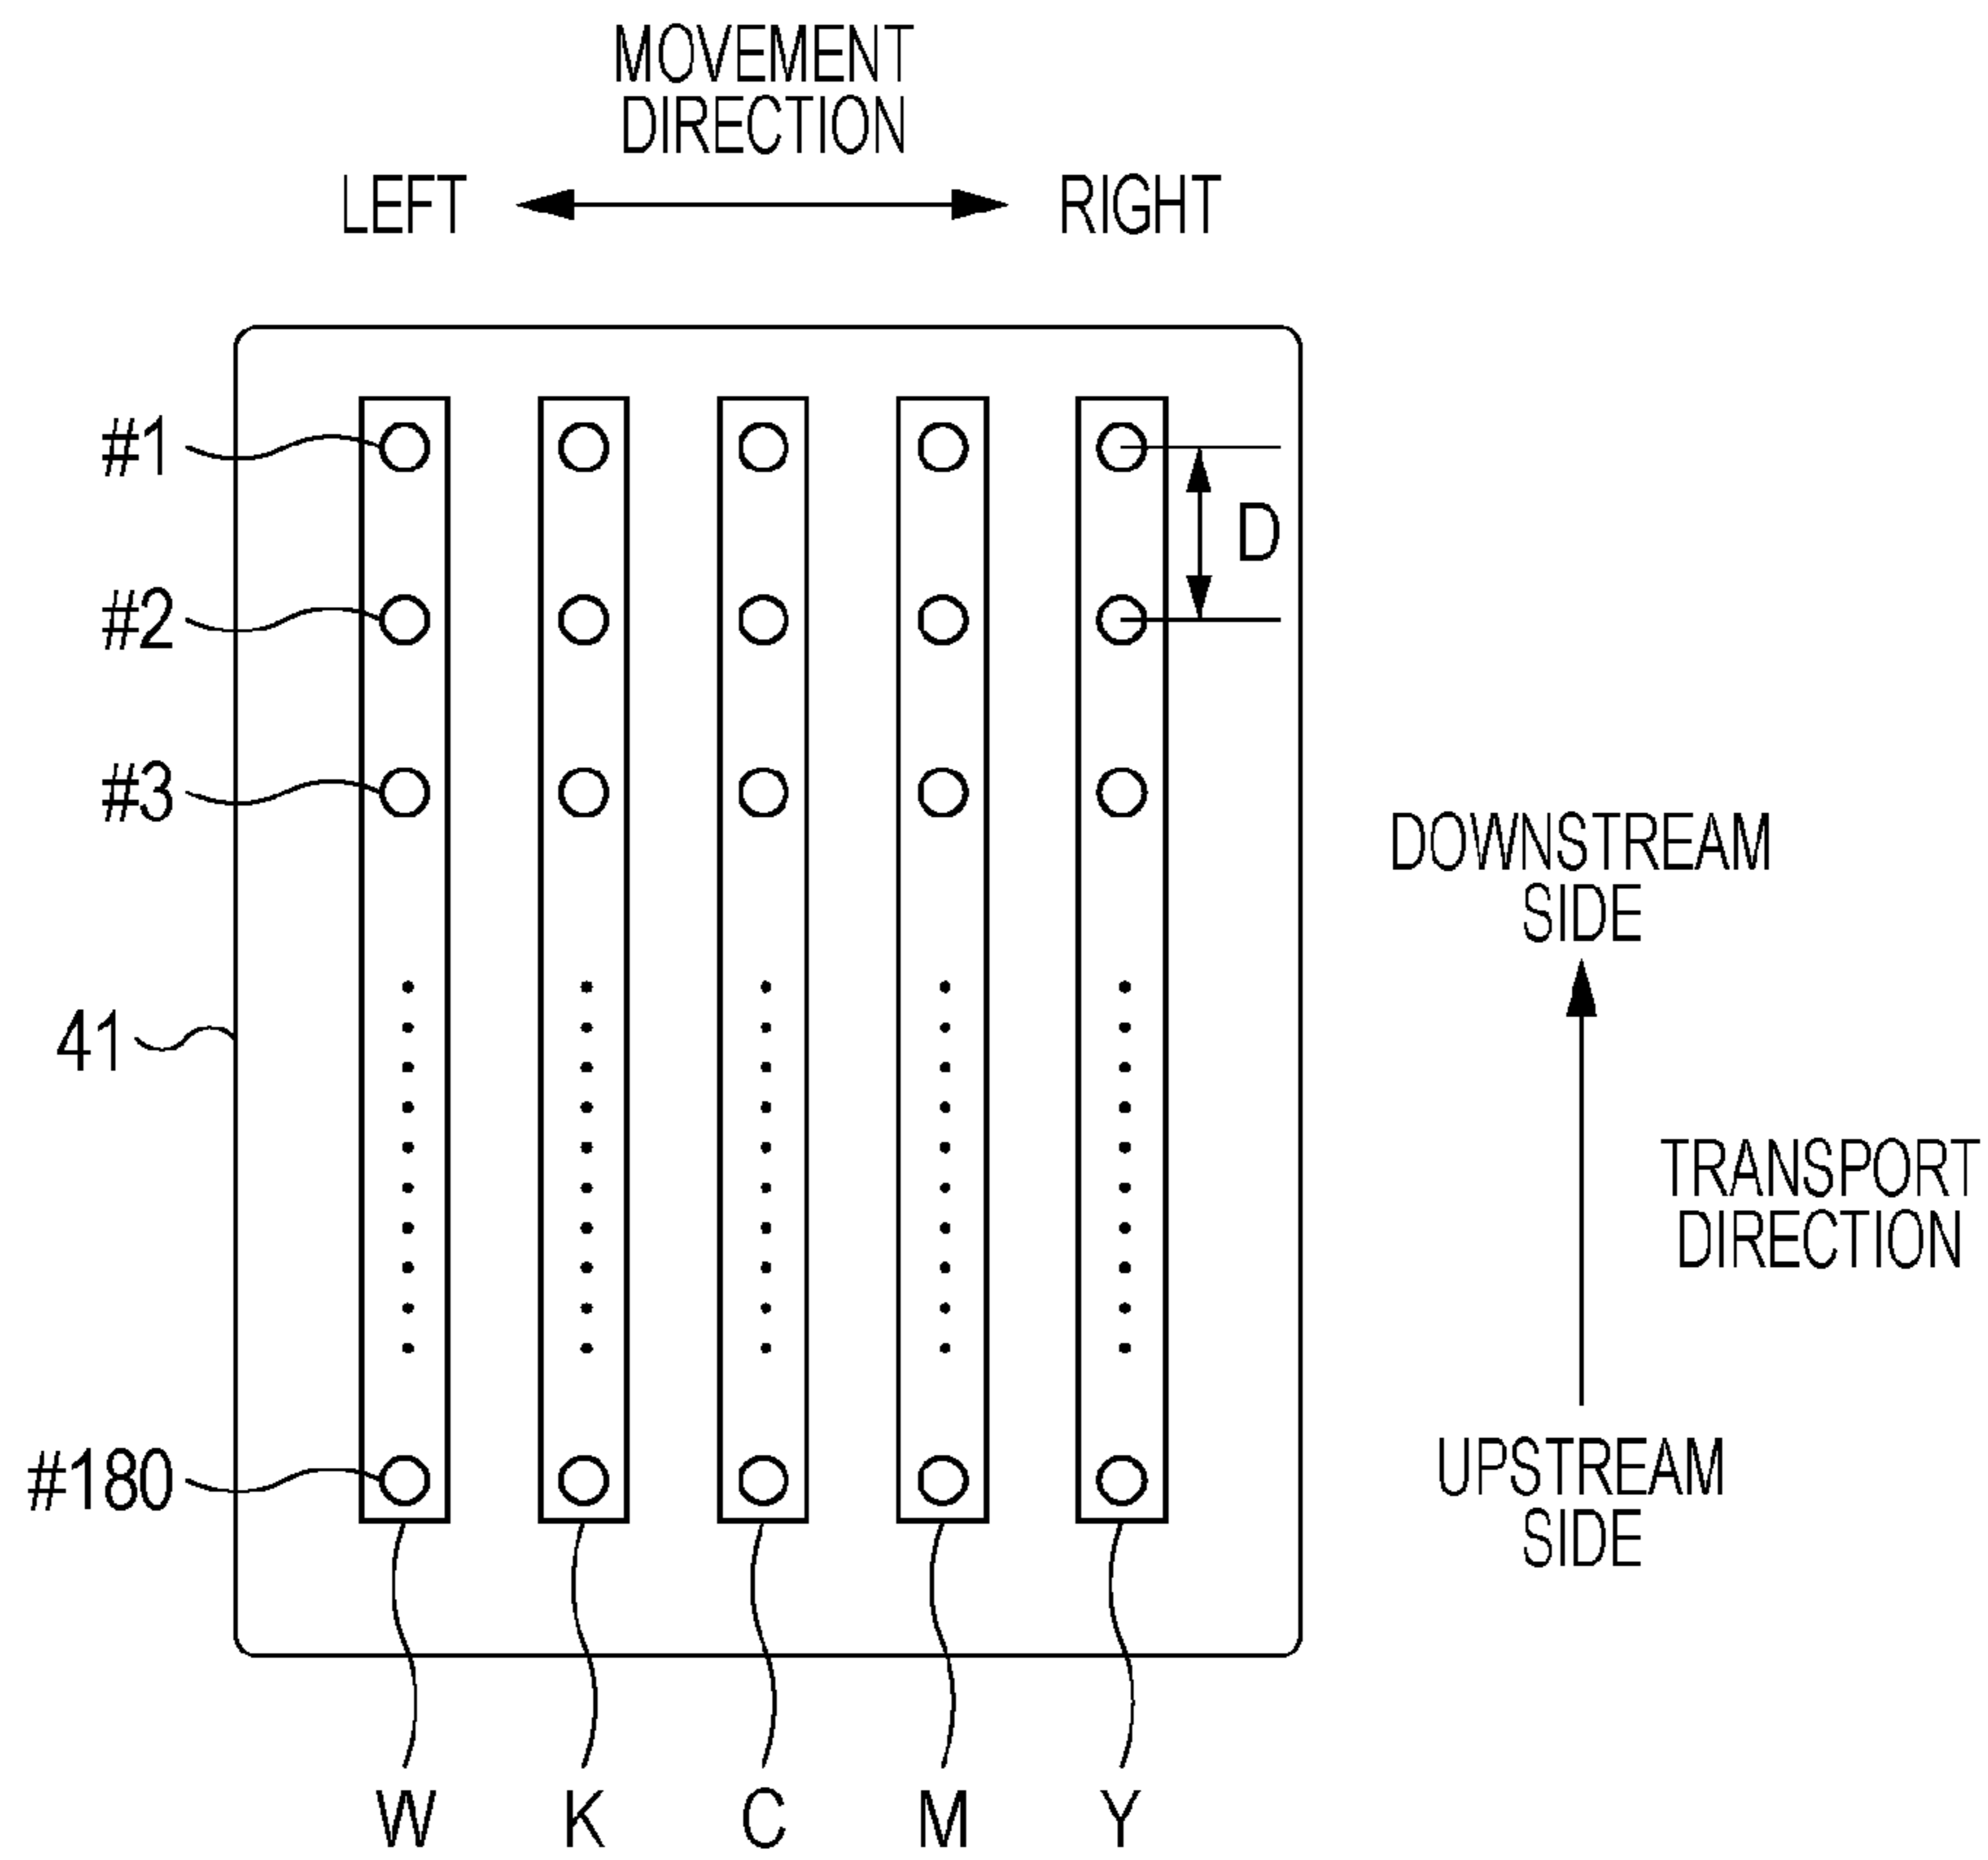 MOVEMENT
DIRECTION
LEFT
RIGHT
#1
D
#2
#3
DOWNSTREAM
SIDE
41
TRANSPORT
DIRECTION
UPSTREAM
SIDE
#180
W K C M Y